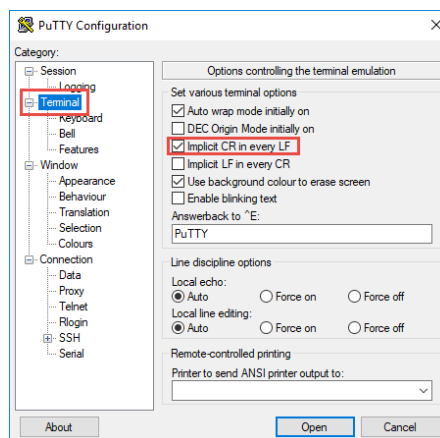 PuTTY Configuration
Category:
Session
Logging
Terminal
Keyboard
Bell
Features
Window
Appearance
Behaviour
Translation
Selection
Colours
Connection
Data
Proxy
Telnet
Rlogin
SSH
Serial
Options controlling the terminal emulation
Set various terminal options
Auto wrap mode initially on
DEC Origin Mode initially on
Implicit CR in every LF
Implicit LF in every CR
Use background colour to erase screen
Enable blinking text
Answerback to ^E:
PuTTY
Line discipline options
Local echo:
Auto Force on Force off
Local line editing:
Auto Force on Force off
Remote-controlled printing
Printer to send ANSI printer output to:
About Open Cancel